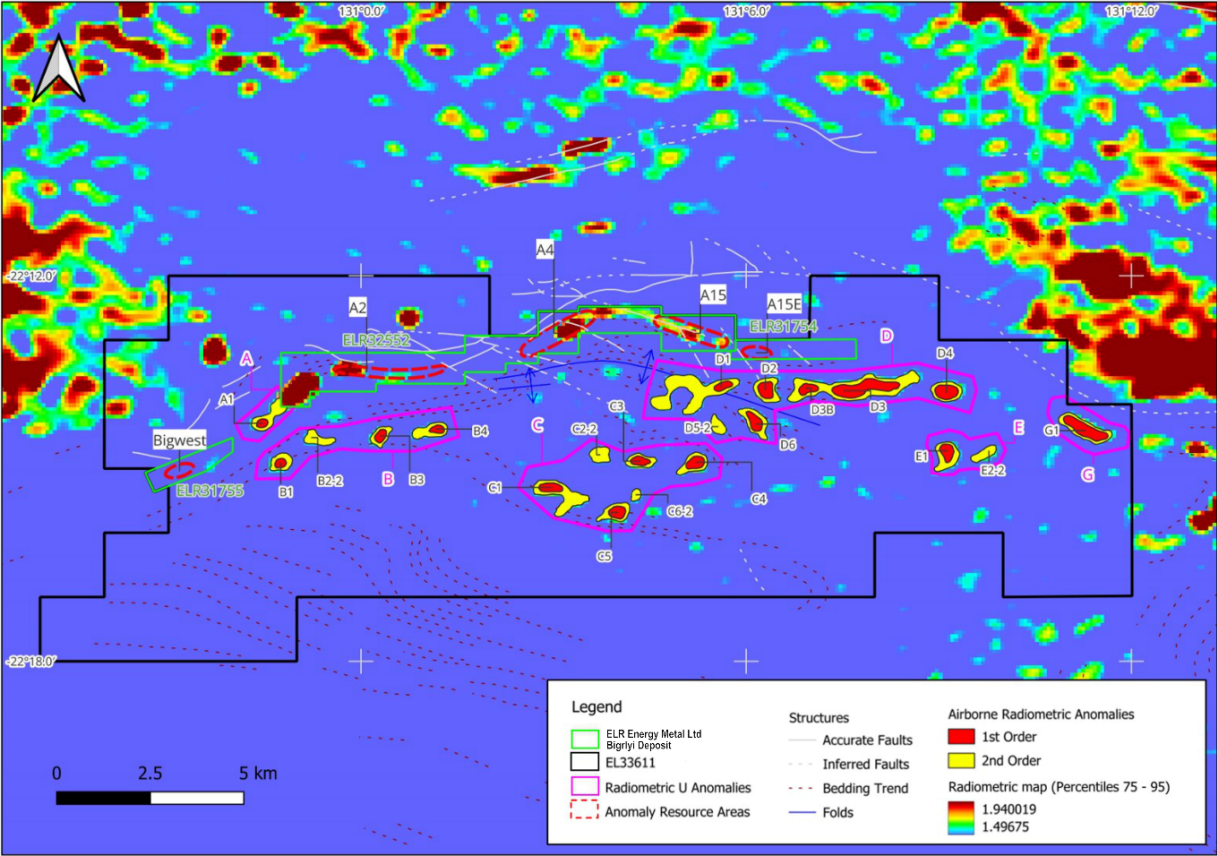 131°0.0'
131°6.0'
131°12.0'
-22°12.0'
A4
A2
A15
A15E
ELR32552
ELR31754
A
D
D1
D2
D4
A1
D3B
D3
C3
D5-2
D6
Bigwest
B4
C
C2-2
G1
E
E1
E2-2
ELR31755
B1
B2-2
B
B3
G
C1
C4
C6-2
C5
-22°18.0'
Legend
ELR Energy Metal Ltd
Bigrlyi Deposit
EL33611
Radiometric U Anomalies
Anomaly Resource Areas
Structures
Accurate Faults
Inferred Faults
Bedding Trend
Folds
Airborne Radiometric Anomalies
1st Order
2nd Order
Radiometric map (Percentiles 75 - 95)
1.940019
1.49675
0 2.5 5 km